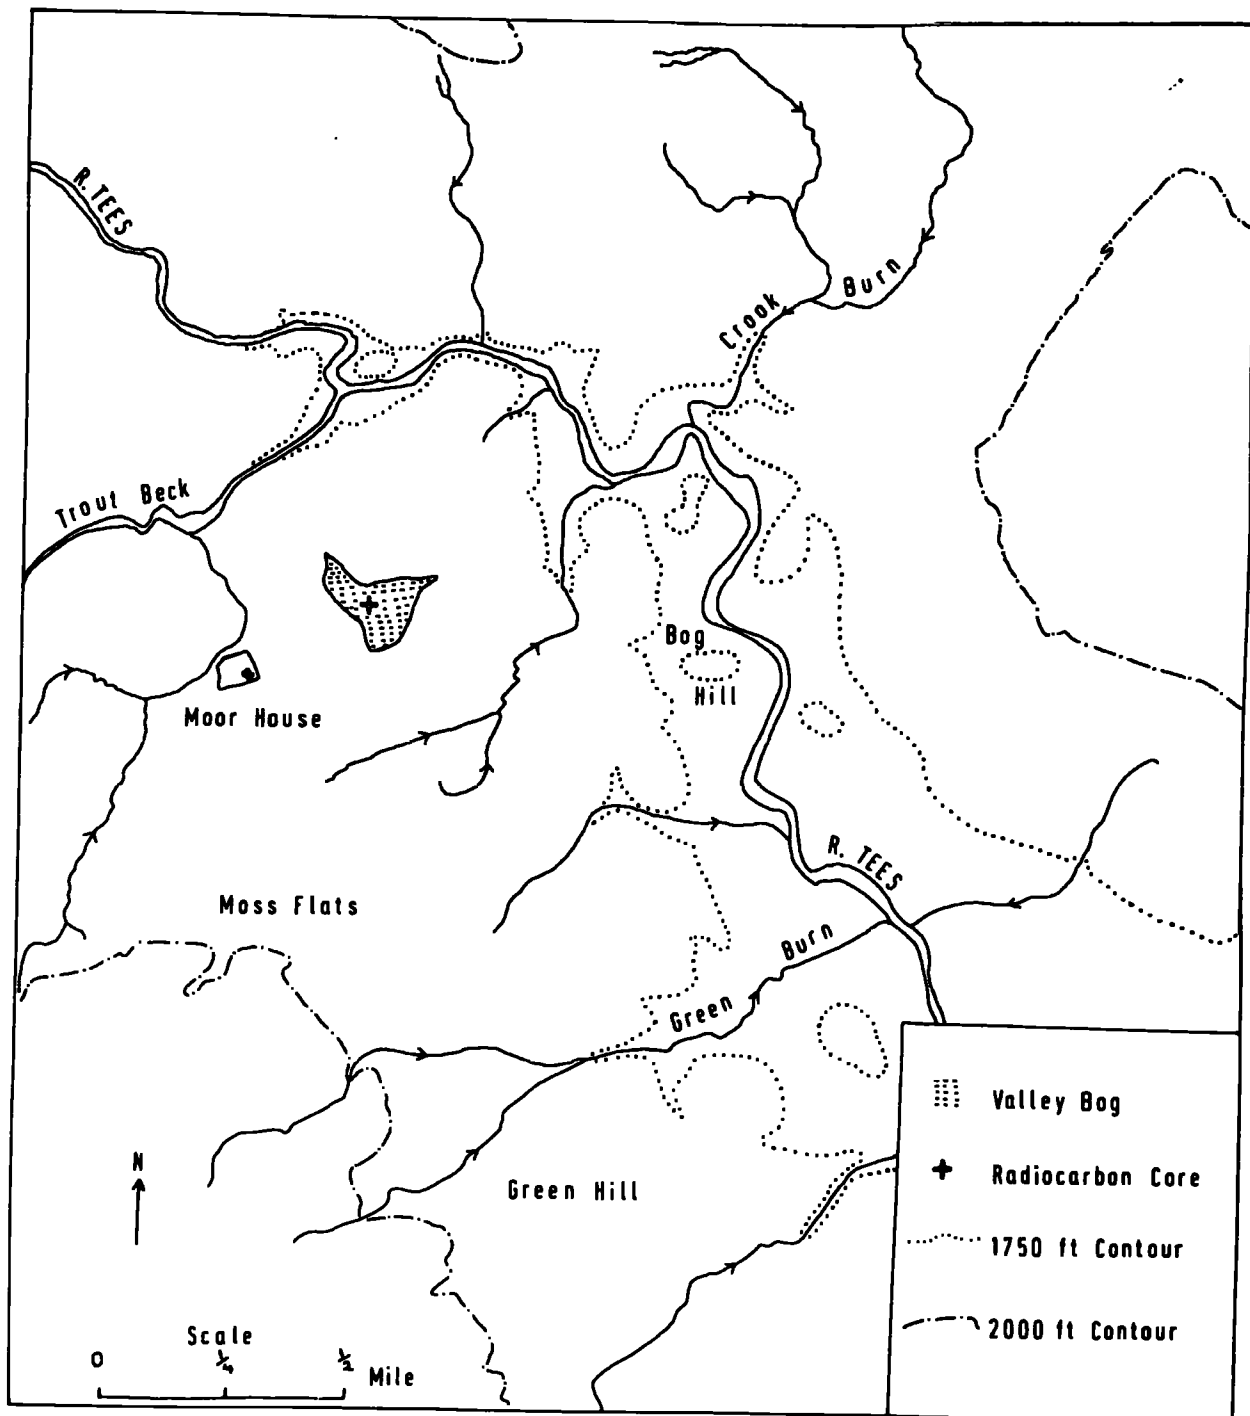 R. TEES
Crook Burn
Trout Beck
Bog
Hill
Moor House
R. TEES
Moss Flats
Green Burn
Valley Bog
Radiocarbon Core
1750 ft Contour
2000 ft Contour
N
Green Hill
Scale
0 1/4 1/2
Mile